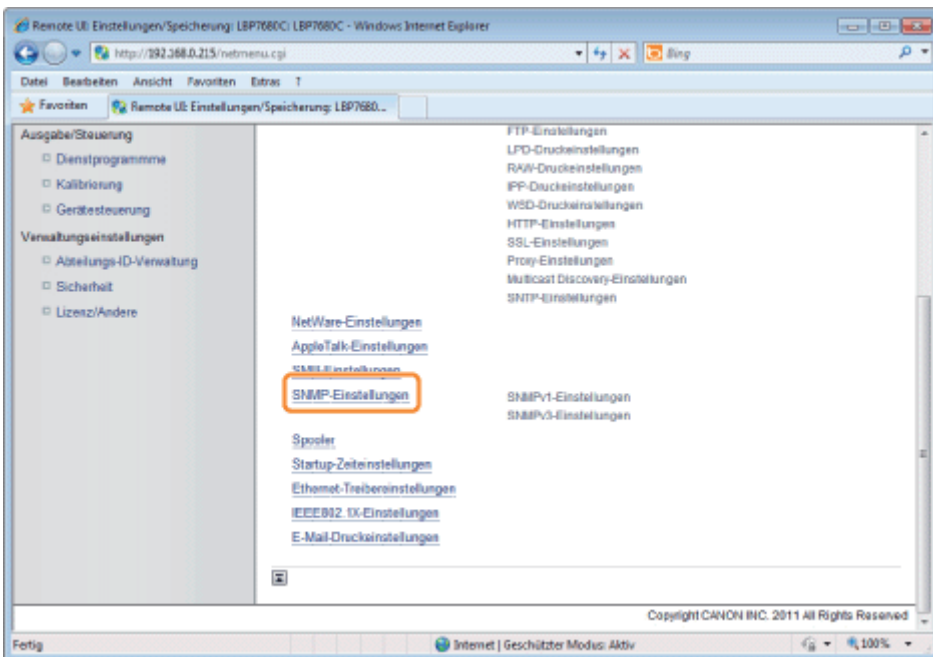 Remote UI: Einstellungen/Speicherung: LBP7680C: LBP7680C - Windows Internet Explorer
http://192.168.0.215/netmenu.cgi
Bing
Datei Bearbeiten Ansicht Favoriten Extras ?
Favoriten
Remote UI: Einstellungen/Speicherung: LBP7680...
Ausgabe/Steuerung
Dienstprogrammme
Kalibrierung
Gerätesteuerung
Verwaltungseinstellungen
Abteilungs-ID-Verwaltung
Sicherheit
Lizenz/Andere
FTP-Einstellungen
LPD-Druckeinstellungen
RAW-Druckeinstellungen
IPP-Druckeinstellungen
WSD-Druckeinstellungen
HTTP-Einstellungen
SSL-Einstellungen
Proxy-Einstellungen
Multicast Discovery-Einstellungen
SNTP-Einstellungen
NetWare-Einstellungen
AppleTalk-Einstellungen
SMB-Einstellungen
SNMP-Einstellungen
SNMPv1-Einstellungen
SNMPv3-Einstellungen
Spooler
Startup-Zeiteinstellungen
Ethernet-Treibereinstellungen
IEEE802.1X-Einstellungen
E-Mail-Druckeinstellungen
Copyright CANON INC. 2011 All Rights Reserved
Fertig
Internet | Geschützter Modus: Aktiv
100%